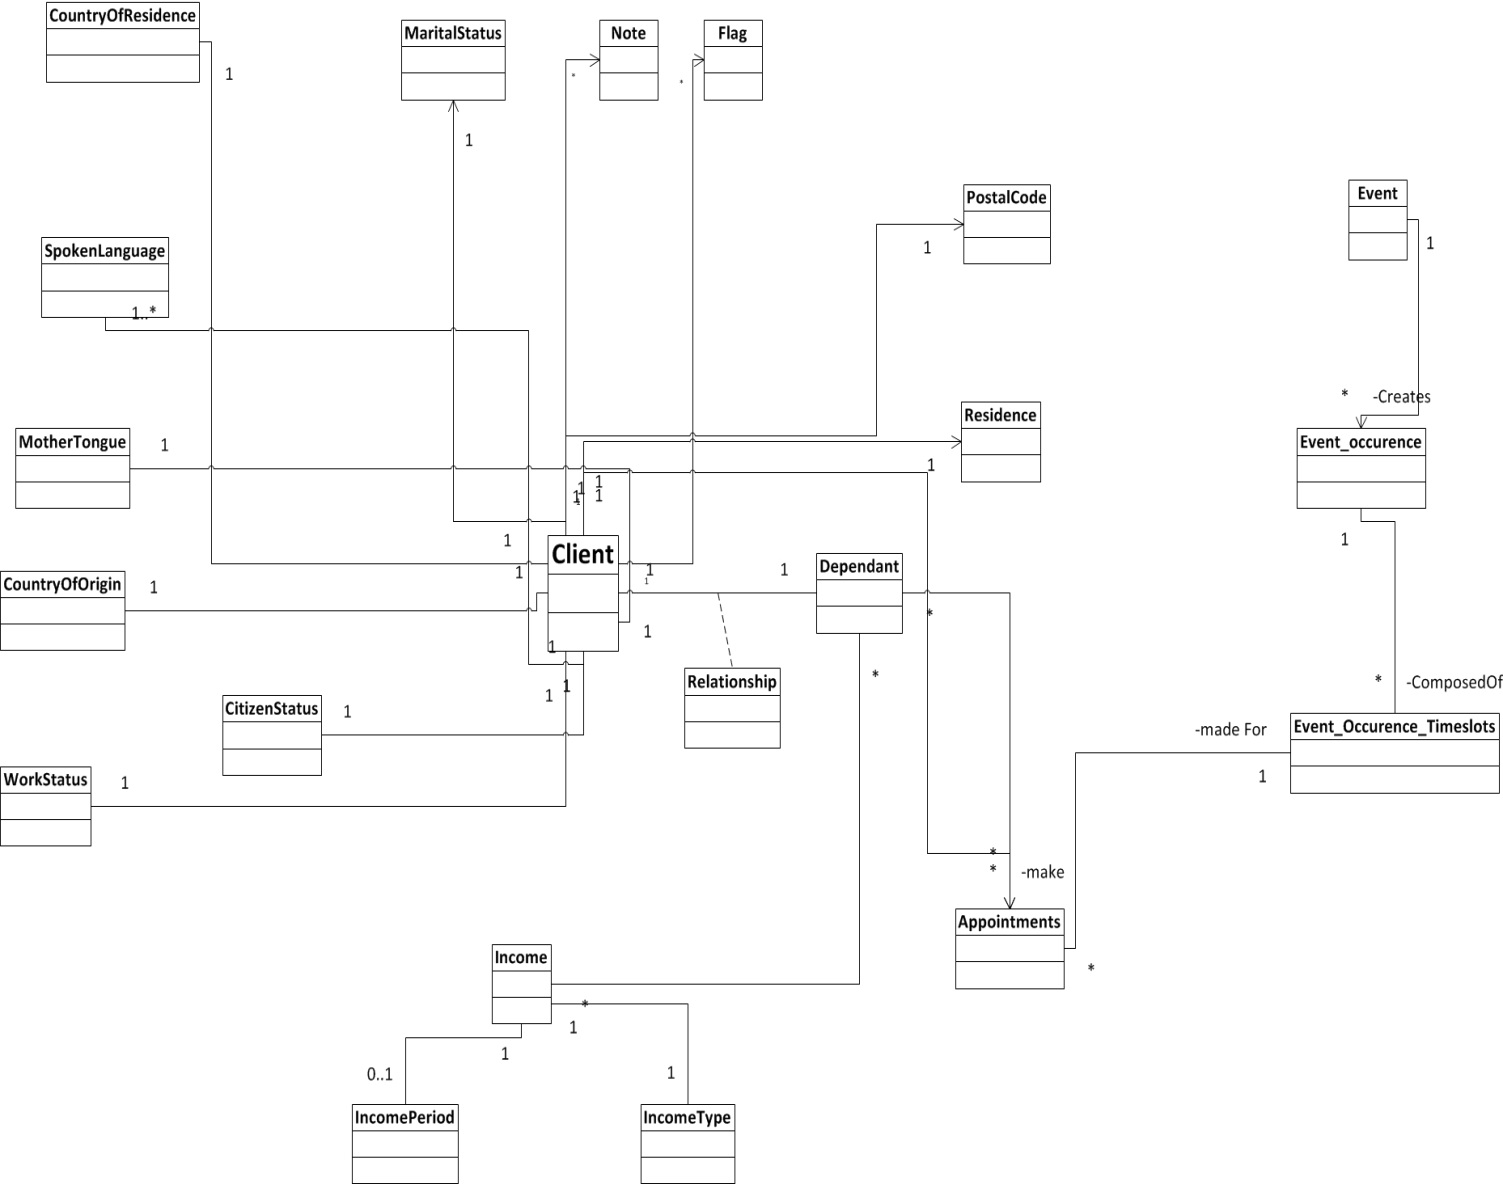 CountryOfResidence
1
MaritalStatus
1
Note
*
Flag
*
PostalCode
1
Event
1
SpokenLanguage
1..*
* -Creates
Event_occurence
1
Residence
1
MotherTongue
1
1
1
1
1
1
1
1
Client
1
1
1
1
Dependant
*
CountryOfOrigin
1
1
1
1
Relationship
*
* -ComposedOf
CitizenStatus
1
-made For
Event_Occurence_Timeslots
1
WorkStatus
1
*
* -make
Appointments
*
Income
*
1
1
0..1
1
IncomePeriod
IncomeType